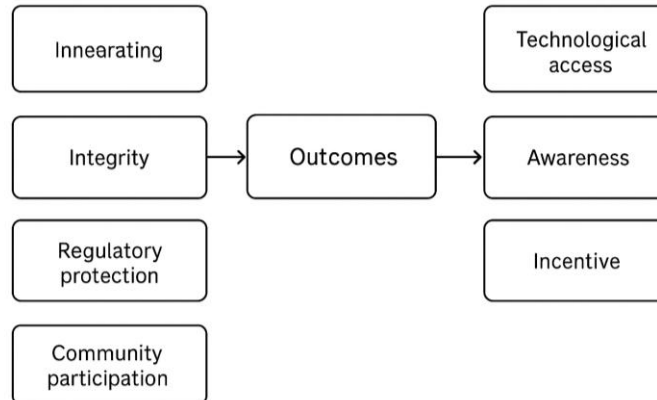 Innearating
Integrity
Regulatory
protection
Community
participation
Outcomes
Technological
access
Awareness
Incentive